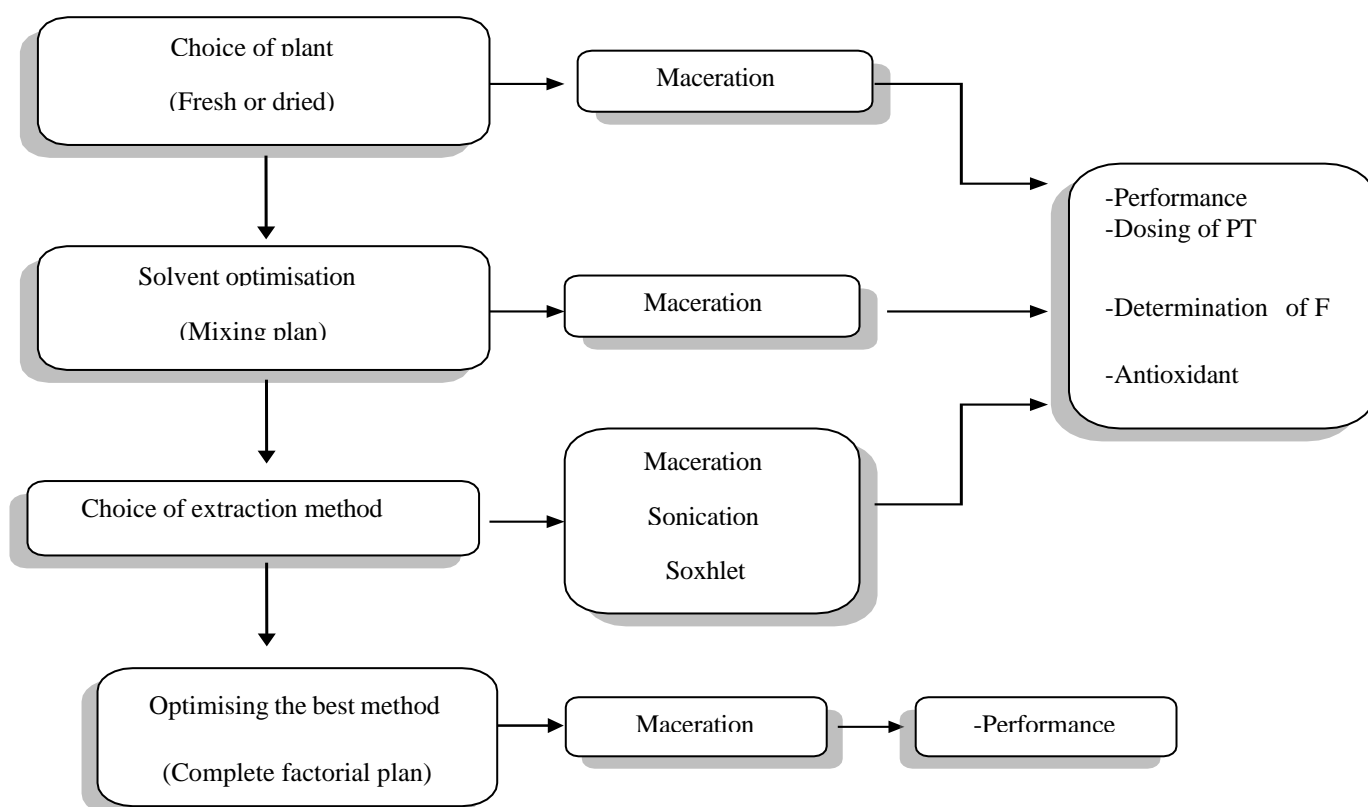 Choice of plant
(Fresh or dried)
Maceration
-Performance
-Dosing of PT
-Determination of F
-Antioxidant
Solvent optimisation
(Mixing plan)
Maceration
Choice of extraction method
Maceration
Sonication
Soxhlet
Optimising the best method
(Complete factorial plan)
Maceration
-Performance